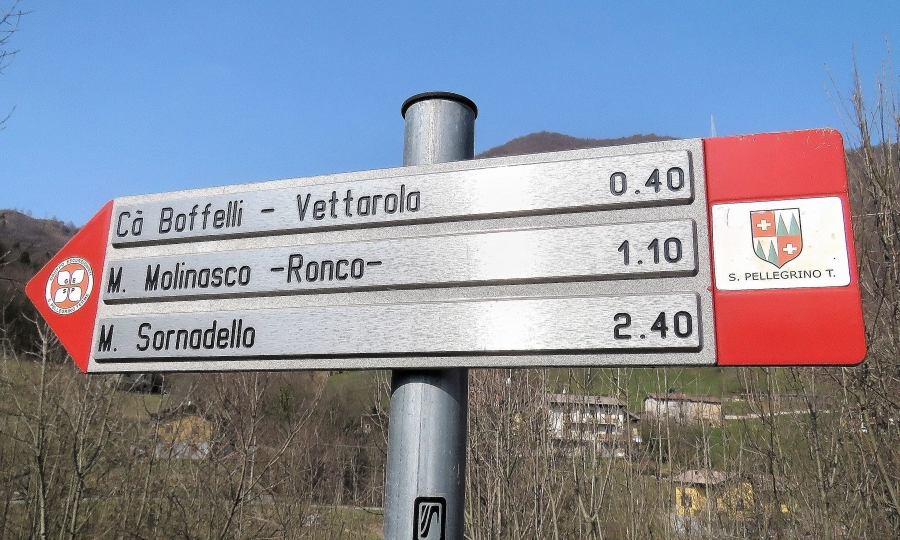 Cà Boffelli - Vettarola 0.40
M. Molinasco -Ronco- 1.10
M. Sornadello 2.40
S. PELLEGRINO T.